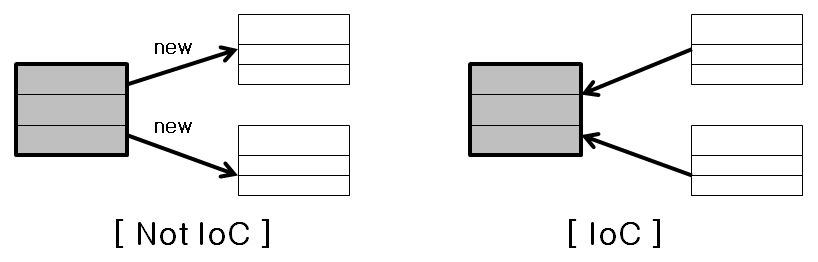 new
new
[ Not IoC ]
[ IoC ]